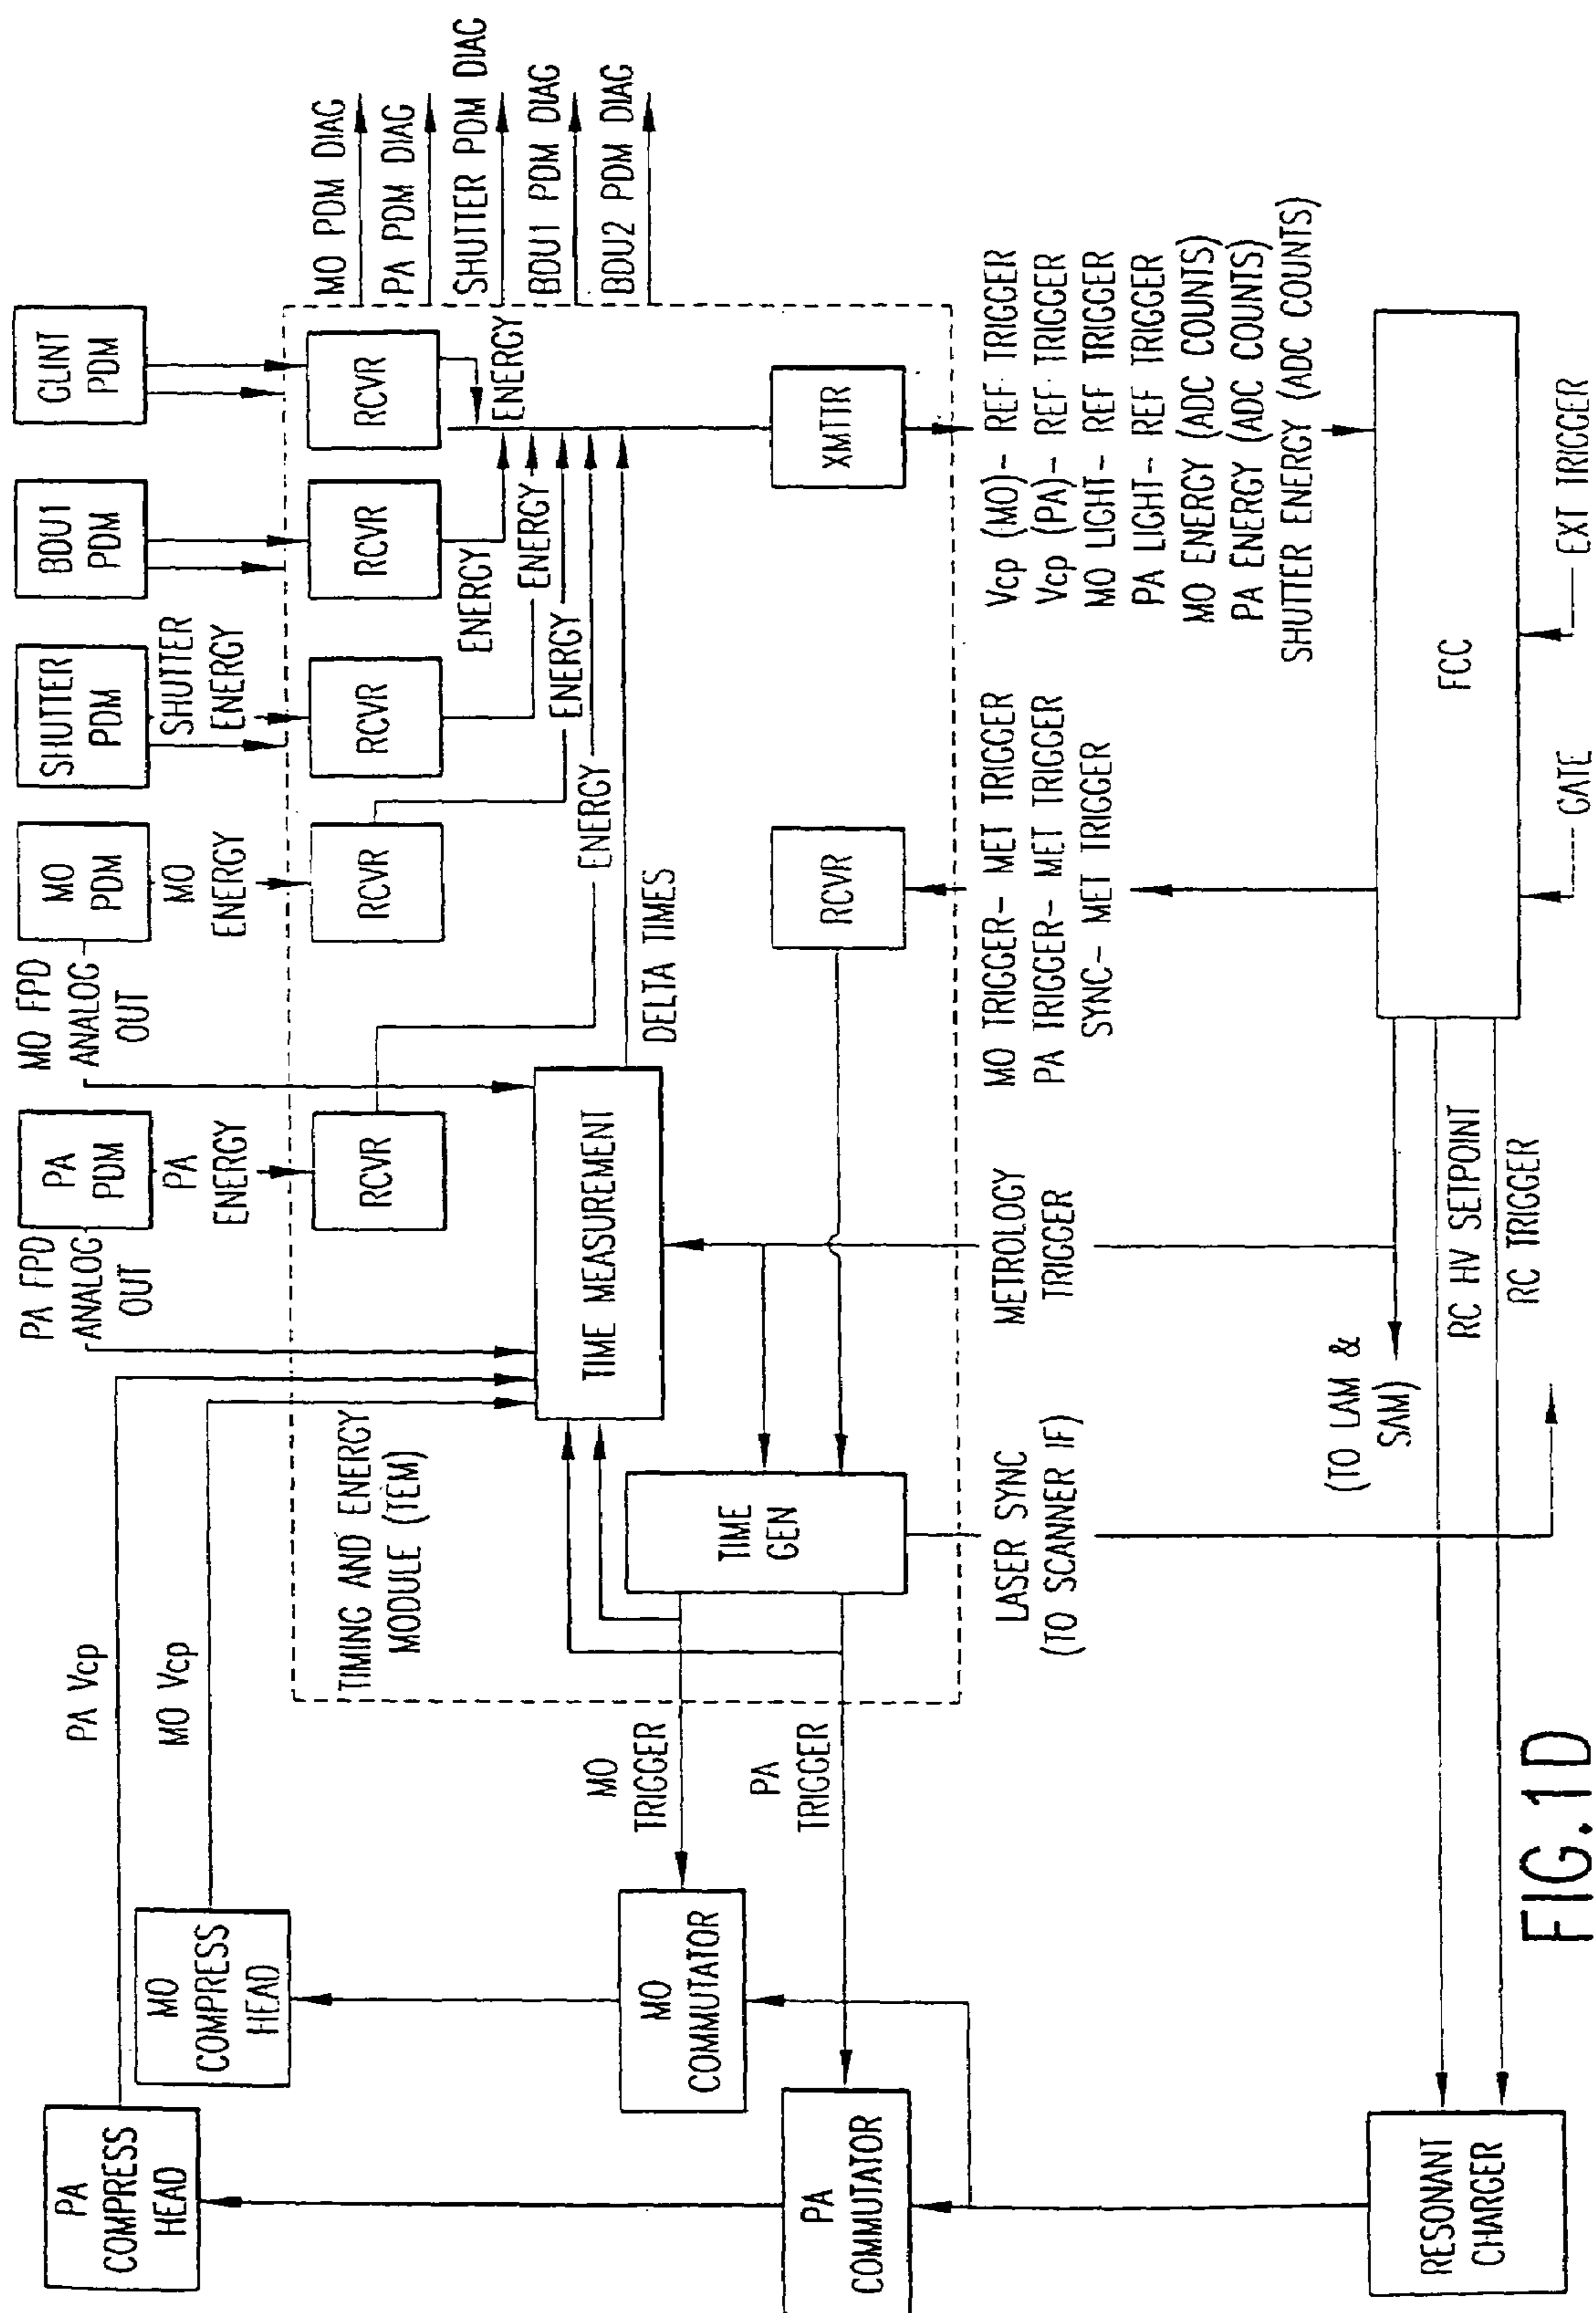 PA
COMPRESS
HEAD
MO
COMPRESS
HEAD
PA Vcp
MO Vcp
PA FPD
ANALOG
OUT
PA
PDM
PA
ENERGY
MO FPD
ANALOG
OUT
MO
PDM
MO
ENERGY
SHUTTER
PDM
SHUTTER
ENERGY
BDU1
PDM
GLINT
PDM
TIMING AND ENERGY
MODULE (TEM)
RCVR
RCVR
RCVR
RCVR
RCVR
MO PDM DIAG
PA PDM DIAG
SHUTTER PDM DIAG
BDU1 PDM DIAG
BDU2 PDM DIAG
ENERGY
ENERGY
ENERGY
ENERGY
ENERGY
DELTA TIMES
TIME MEASUREMENT
MO
COMMUTATOR
MO
TRIGGER
PA
TRIGGER
TIME
GEN
RCVR
XMTTR
PA
COMMUTATOR
LASER SYNC
(TO SCANNER IF)
METROLOGY
TRIGGER
MO TRIGGER- MET TRIGGER
PA TRIGGER- MET TRIGGER
SYNC- MET TRIGGER
Vcp (MO)- REF TRIGGER
Vcp (PA)- REF TRIGGER
MO LIGHT- REF TRIGGER
PA LIGHT- REF TRIGGER
MO ENERGY (ADC COUNTS)
PA ENERGY (ADC COUNTS)
SHUTTER ENERGY (ADC COUNTS)
(TO LAM &
SAM)
RC HV SETPOINT
RC TRIGGER
FCC
RESONANT
CHARGER
GATE
EXT TRIGGER
FIG.1D